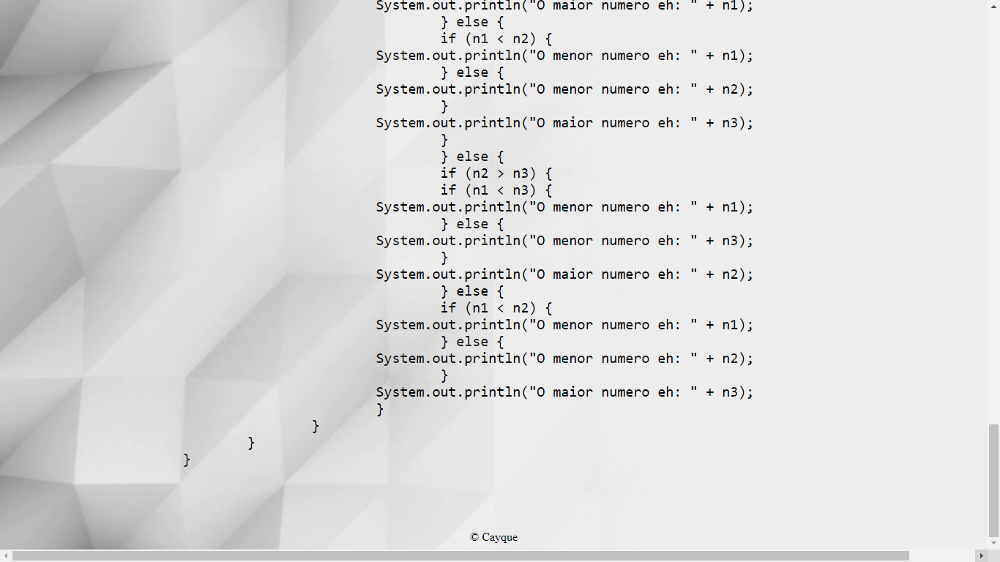 System.out.println("O maior numero eh: " + n1);
} else {
if (n1 < n2) {
System.out.println("O menor numero eh: " + n1);
} else {
System.out.println("O menor numero eh: " + n2);
}
System.out.println("O maior numero eh: " + n3);
}
} else {
if (n2 > n3) {
if (n1 < n3) {
System.out.println("O menor numero eh: " + n1);
} else {
System.out.println("O menor numero eh: " + n3);
}
System.out.println("O maior numero eh: " + n2);
} else {
if (n1 < n2) {
System.out.println("O menor numero eh: " + n1);
} else {
System.out.println("O menor numero eh: " + n2);
}
System.out.println("O maior numero eh: " + n3);
}
}
}
}
© Cayque